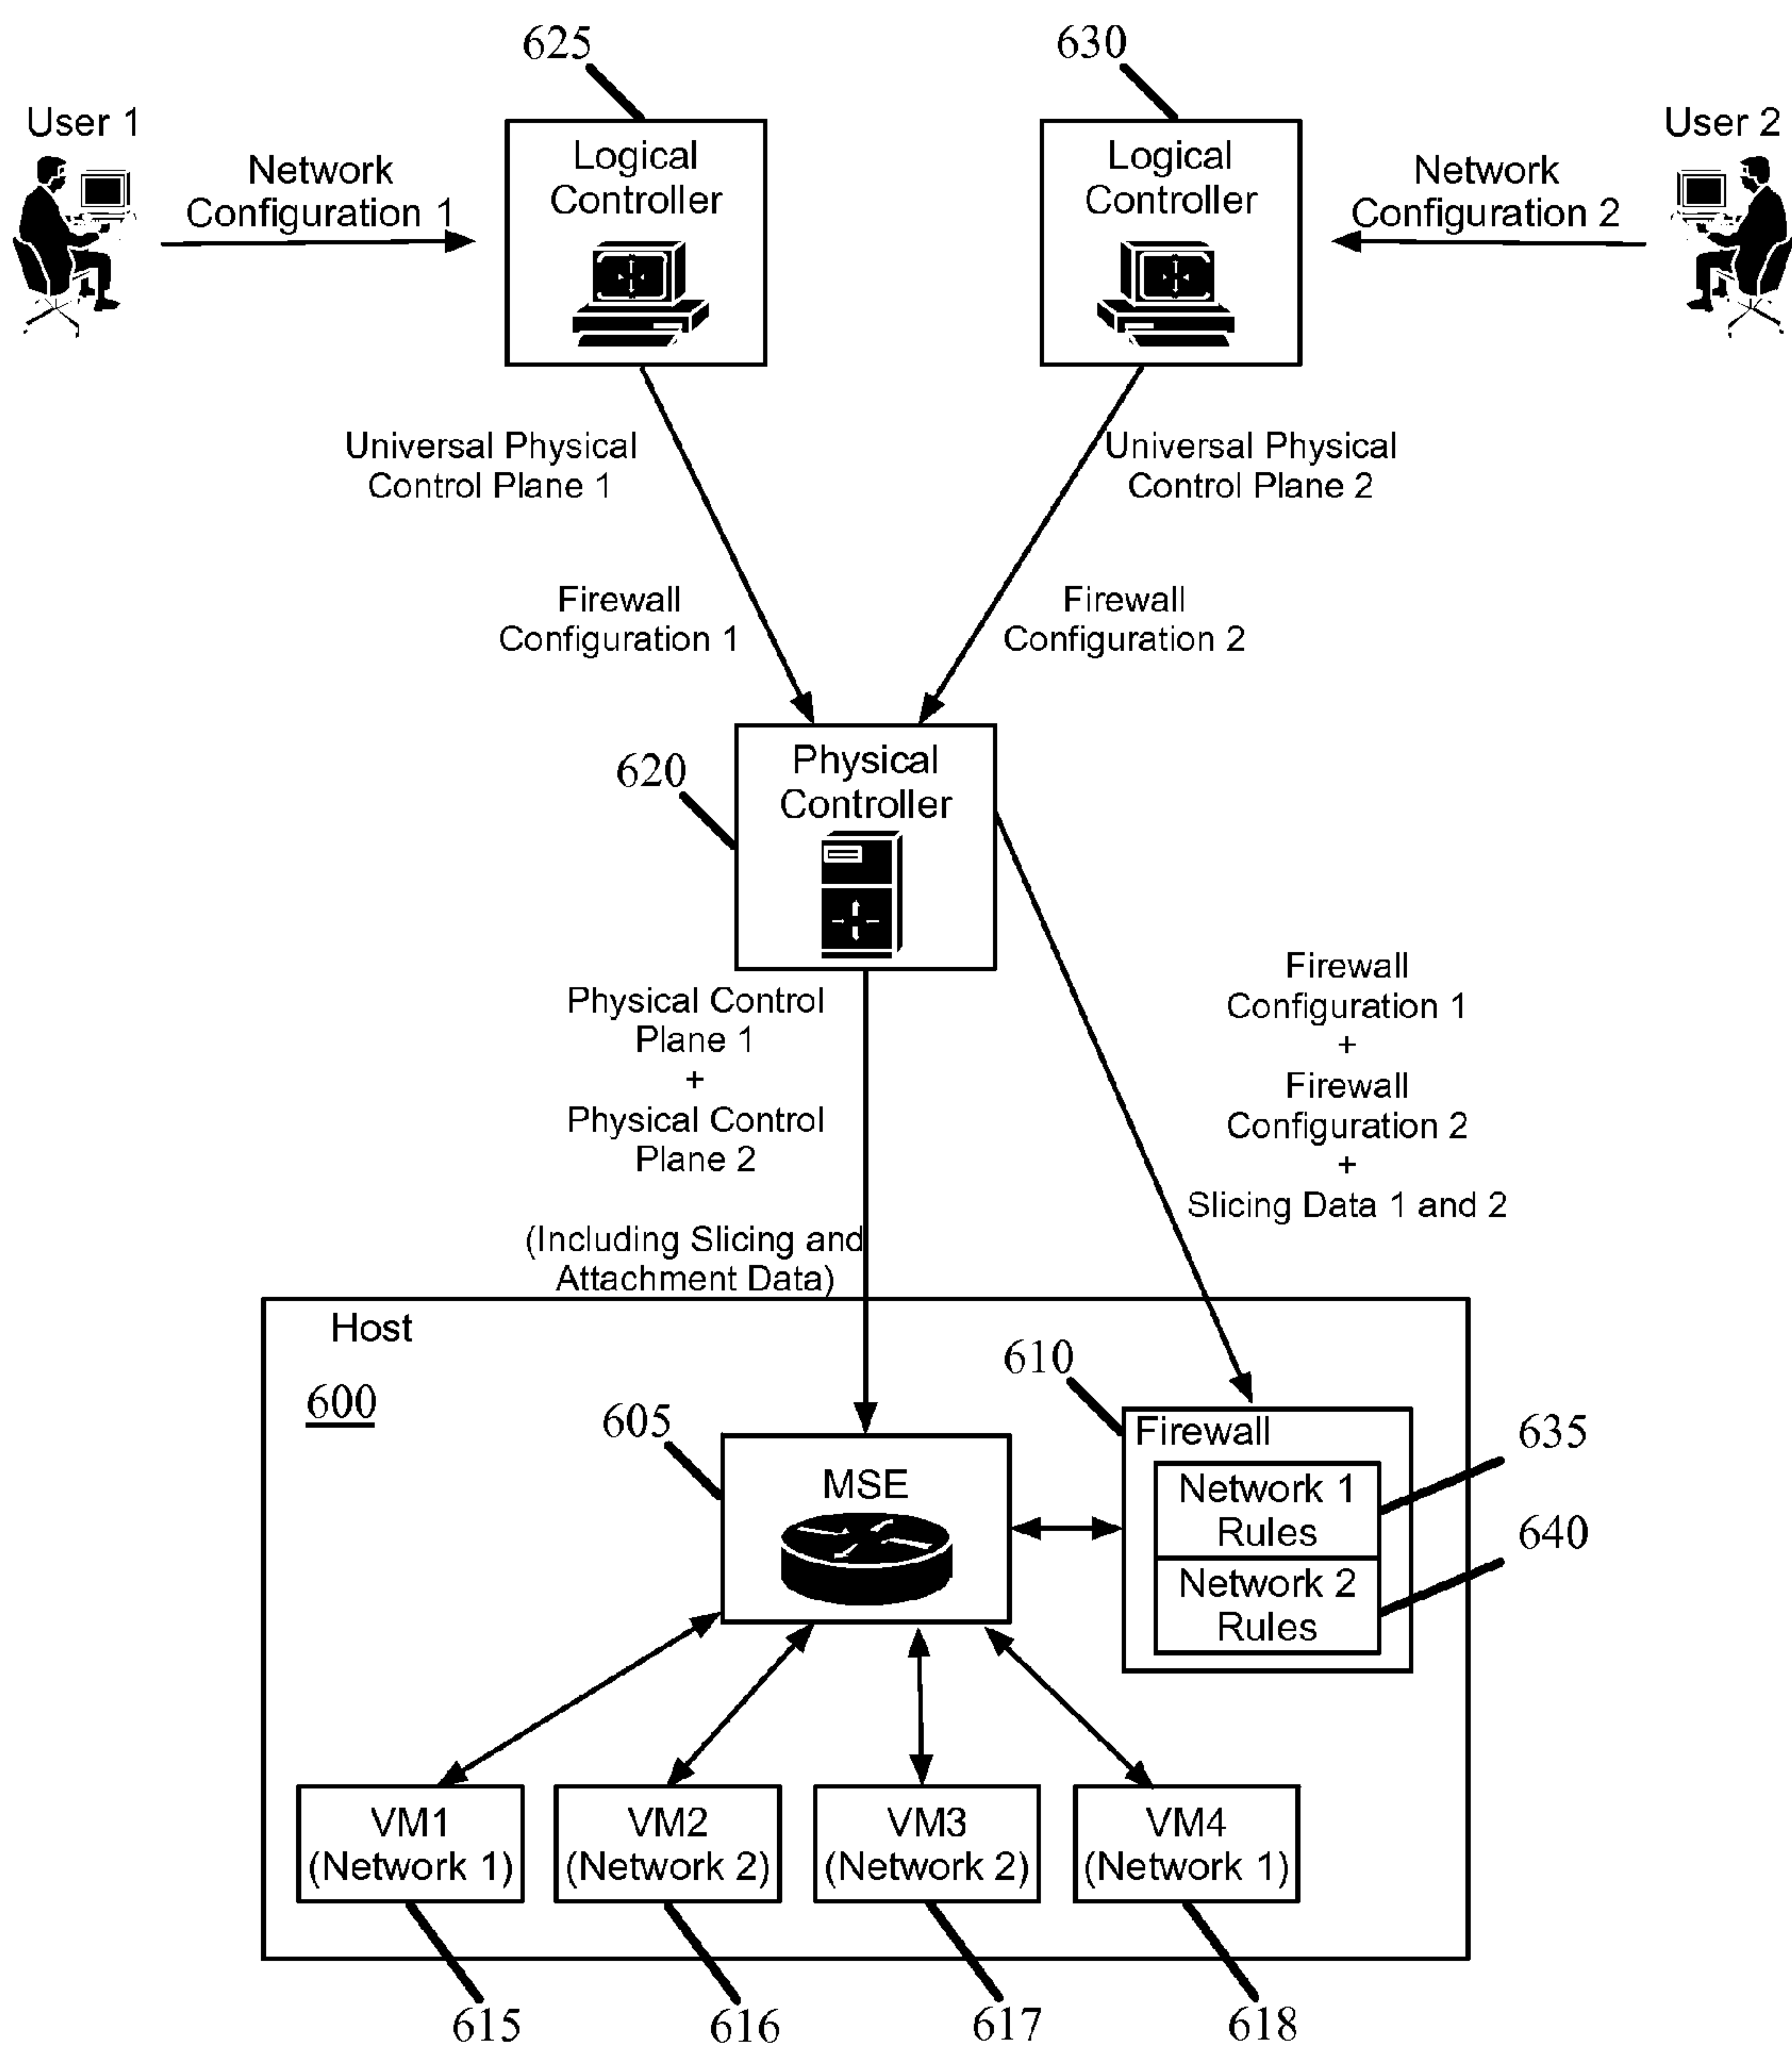 625
630
User 1
User 2
Network
Configuration 1
Logical
Controller
Logical
Controller
Network
Configuration 2
Universal Physical
Control Plane 1
Universal Physical
Control Plane 2
Firewall
Configuration 1
Firewall
Configuration 2
620
Physical
Controller
Physical Control
Plane 1
+
Physical Control
Plane 2
(Including Slicing and
Attachment Data)
Firewall
Configuration 1
+
Firewall
Configuration 2
+
Slicing Data 1 and 2
Host
600
605
MSE
610
Firewall
Network 1
Rules
Network 2
Rules
635
640
VM1
(Network 1)
VM2
(Network 2)
VM3
(Network 2)
VM4
(Network 1)
615
616
617
618